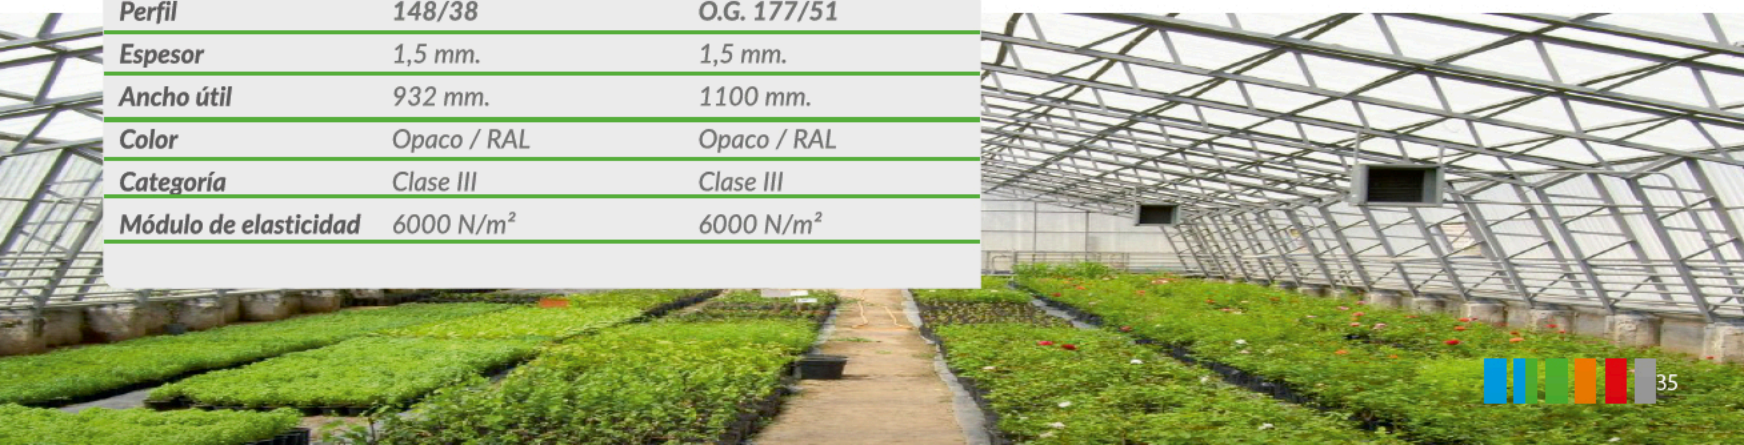 Perfil 148/38 O.G. 177/51
Espesor 1,5 mm. 1,5 mm.
Ancho útil 932 mm. 1100 mm.
Color Opaco / RAL Opaco / RAL
Categoría Clase III Clase III
Módulo de elasticidad 6000 N/m² 6000 N/m²
35